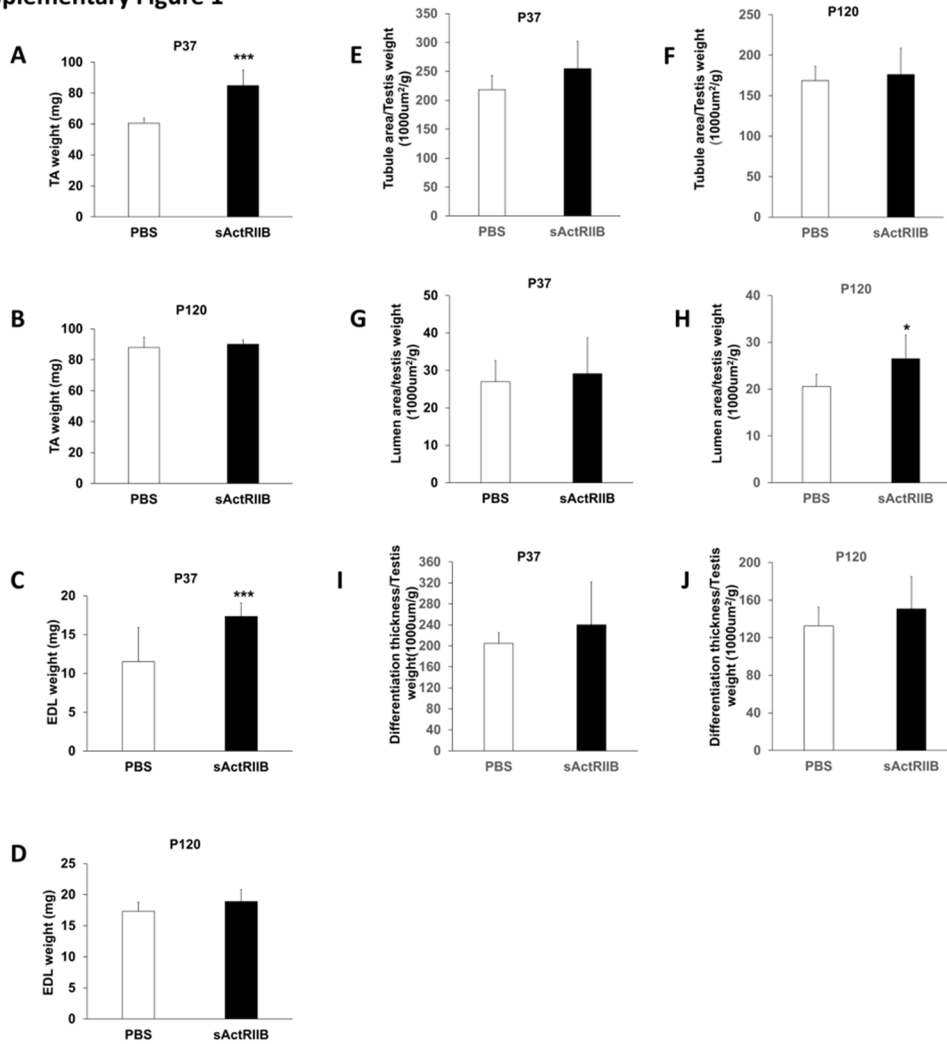 plementary Figure 1
A
P37
***
TA weight (mg)
100
80
60
40
20
0
PBS sActRIIB
B
P120
TA weight (mg)
100
80
60
40
20
0
PBS sActRIIB
C
P37
***
EDL weight (mg)
20
15
10
5
0
PBS sActRIIB
D
P120
EDL weight (mg)
25
20
15
10
5
0
PBS sActRIIB
E
P37
Tubule area/Testis weight
(1000um²/g)
350
300
250
200
150
100
50
0
PBS sActRIIB
F
P120
Tubule area/Testis weight
(1000um²/g)
250
200
150
100
50
0
PBS sActRIIB
G
P37
Lumen area/testis weight
(1000um²/g)
50
40
30
20
10
0
PBS sActRIIB
H
P120
*
Lumen area/testis weight
(1000um²/g)
40
30
20
10
0
PBS sActRIIB
I
P37
Differentiation thickness/Testis
weight(1000um/g)
360
320
280
240
200
160
120
80
40
0
PBS sActRIIB
J
P120
Differentiation thickness/Testis
weight (1000um²/g)
200
160
120
80
40
0
PBS sActRIIB